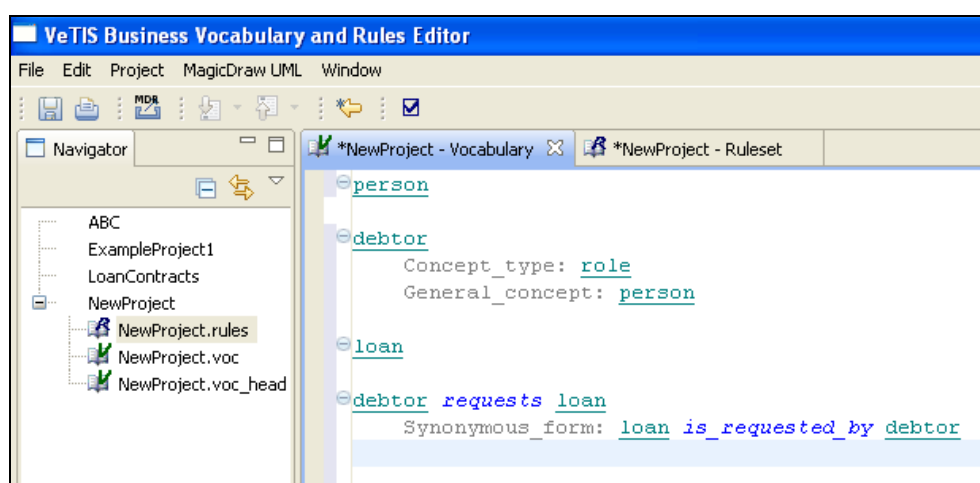 VeTIS Business Vocabulary and Rules Editor
File Edit Project MagicDraw UML Window
MDR
Navigator
*NewProject - Vocabulary
*NewProject - Ruleset
ABC
ExampleProject1
LoanContracts
NewProject
NewProject.rules
NewProject.voc
NewProject.voc_head
person
debtor
Concept_type: role
General_concept: person
loan
debtor requests loan
Synonymous_form: loan is_requested_by debtor